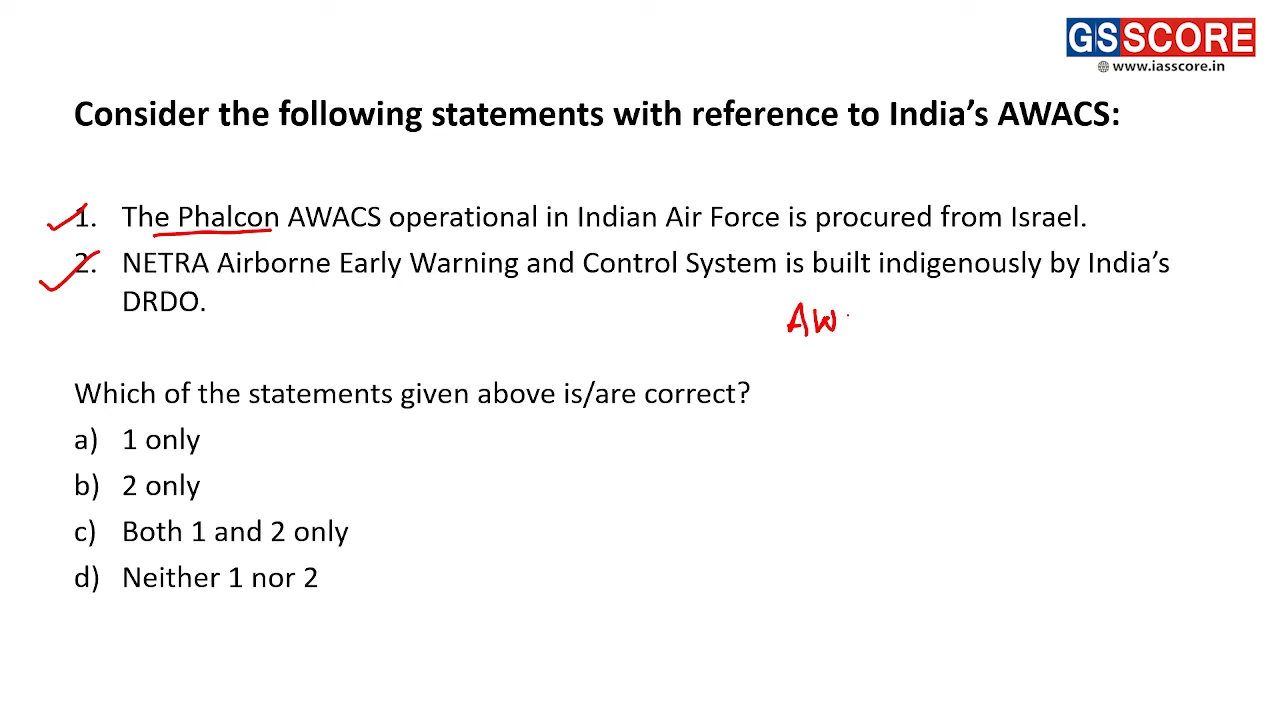 GSSCORE
www.iasscore.in
Consider the following statements with reference to India's AWACS:
1. The Phalcon AWACS operational in Indian Air Force is procured from Israel.
2. NETRA Airborne Early Warning and Control System is built indigenously by India's
DRDO.
AW
Which of the statements given above is/are correct?
a) 1 only
b) 2 only
c) Both 1 and 2 only
d) Neither 1 nor 2